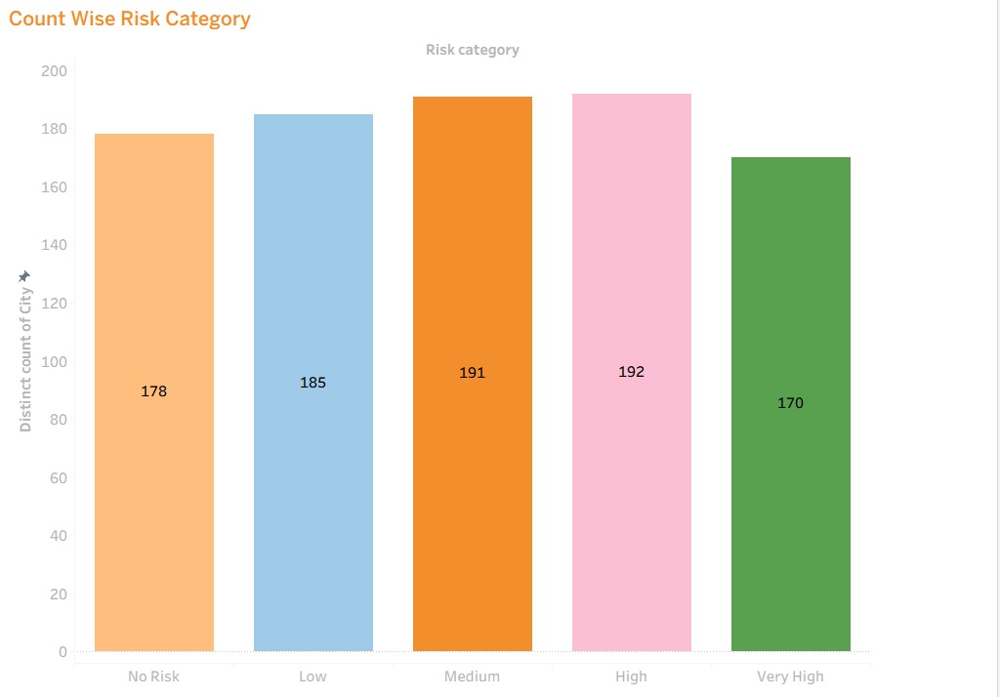 Count Wise Risk Category
Risk category
200
180
160
140
120
100
80
60
40
20
0
Distinct count of City
178
185
191
192
170
No Risk
Low
Medium
High
Very High